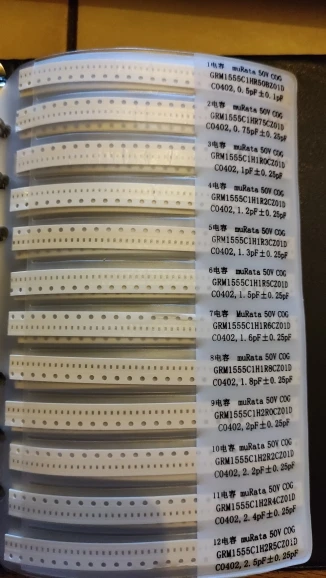 1电容 muRata 50V COG
GRM1555C1HR50BZ01D
C0402, 0.5pF±0.1pF
2电容 muRata 50V COG
GRM1555C1HR75CZ01D
C0402, 0.75pF±0.25pF
3电容 muRata 50V COG
GRM1555C1H1R0CZ01D
C0402, 1pF±0.25pF
4电容 muRata 50V COG
GRM1555C1H1R2CZ01D
C0402, 1.2pF±0.25pF
5电容 muRata 50V COG
GRM1555C1H1R3CZ01D
C0402, 1.3pF±0.25pF
6电容 muRata 50V COG
GRM1555C1H1R5CZ01D
C0402, 1.5pF±0.25pF
7电容 MuRata 50V COG
GRM1555C1H1R6CZ01D
C0402, 1.6pF±0.25pF
8电容 muRata 50V COG
GRM1555C1H1R8CZ01D
C0402, 1.8pF±0.25pF
9电容 muRata 50V COG
GRM1555C1H2R0CZ01D
C0402, 2pF±0.25pF
10电容 muRata 50V COG
GRM1555C1H2R2CZ01D
C0402, 2.2pF±0.25pF
11电容 muRata 50V COG
GRM1555C1H2R4CZ01D
C0402, 2.4pF±0.25pF
12电容 muRata 50V COG
GRM1555C1H2R5CZ01D
C0402, 2.5pF±0.25pF